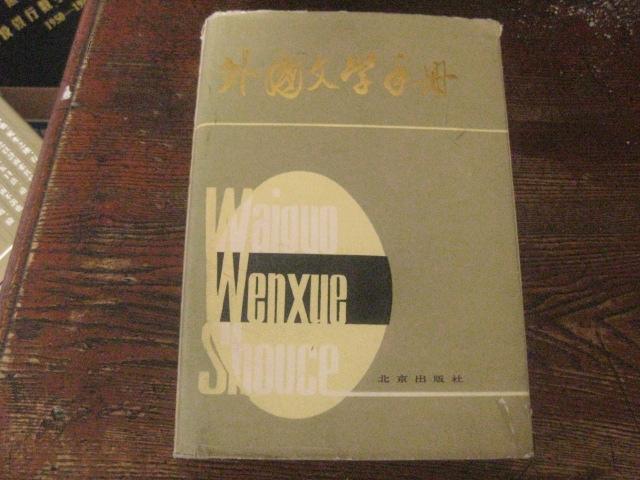 外国文学手册
Waiguo
Wenxue
Shouce
北京出版社